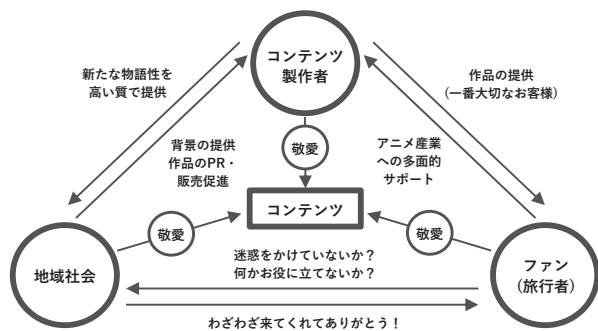 コンテンツ
製作者
新たな物語性を
高い質で提供
作品の提供
(一番大切なお客様)
背景の提供
作品のPR・
販売促進
敬愛
アニメ産業
への多面的
サポート
コンテンツ
敬愛
敬愛
地域社会
迷惑をかけていないか?
何かお役に立てないか?
ファン
(旅行者)
わざわざ来てくれてありがとう!